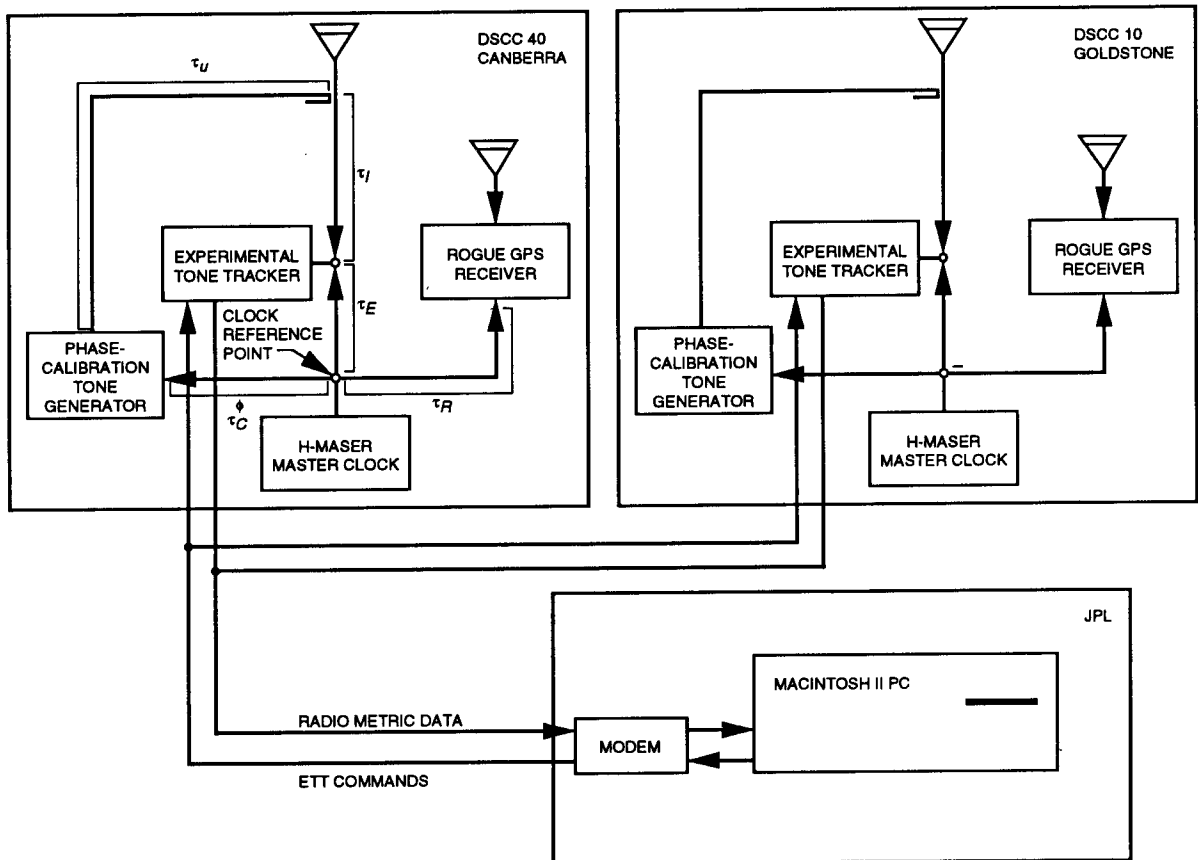 DSCC 40
CANBERRA
τu
τI
EXPERIMENTAL
TONE TRACKER
ROGUE GPS
RECEIVER
τE
CLOCK
REFERENCE
POINT
PHASE-
CALIBRATION
TONE
GENERATOR
ϕ
τC
τR
H-MASER
MASTER CLOCK
DSCC 10
GOLDSTONE
EXPERIMENTAL
TONE TRACKER
ROGUE GPS
RECEIVER
PHASE-
CALIBRATION
TONE
GENERATOR
H-MASER
MASTER CLOCK
JPL
MACINTOSH II PC
RADIO METRIC DATA
MODEM
ETT COMMANDS